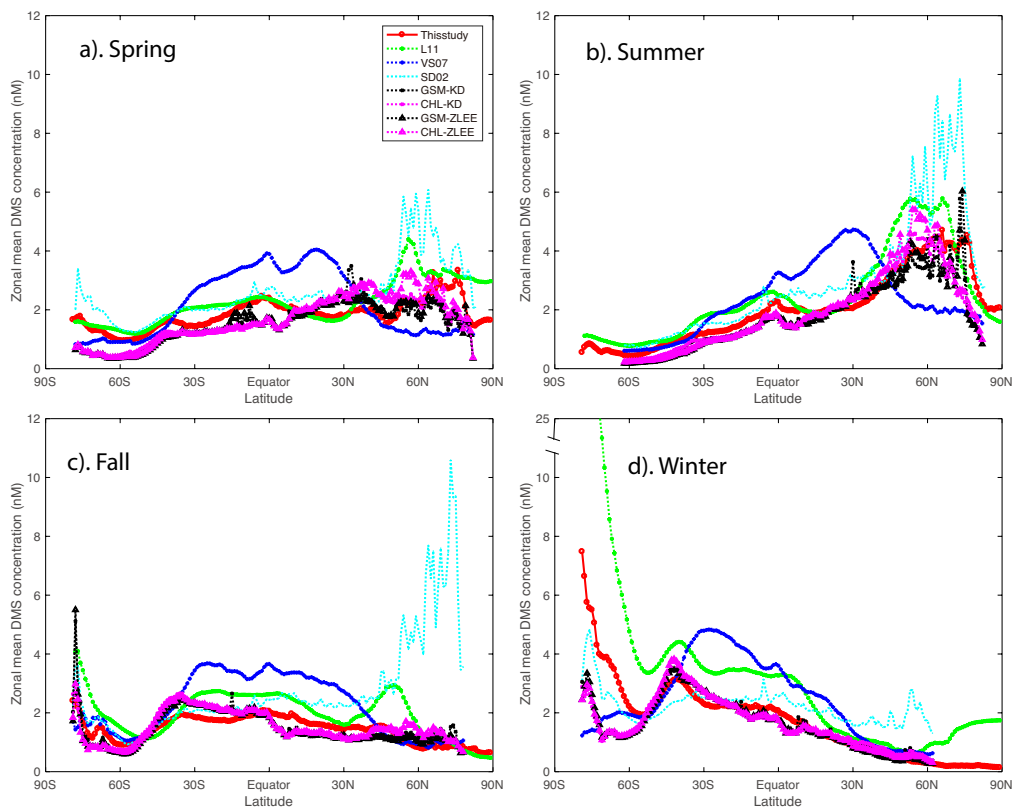 a). Spring
Thisstudy
L11
VS07
SD02
GSM-KD
CHL-KD
GSM-ZLEE
CHL-ZLEE
Zonal mean DMS concentration (nM)
12
10
8
6
4
2
0
90S 60S 30S Equator 30N 60N 90N
Latitude
b). Summer
Zonal mean DMS concentration (nM)
12
10
8
6
4
2
0
90S 60S 30S Equator 30N 60N 90N
Latitude
c). Fall
Zonal mean DMS concentration (nM)
12
10
8
6
4
2
0
90S 60S 30S Equator 30N 60N 90N
Latitude
d). Winter
Zonal mean DMS concentration (nM)
25
10
8
6
4
2
0
90S 60S 30S Equator 30N 60N 90N
Latitude